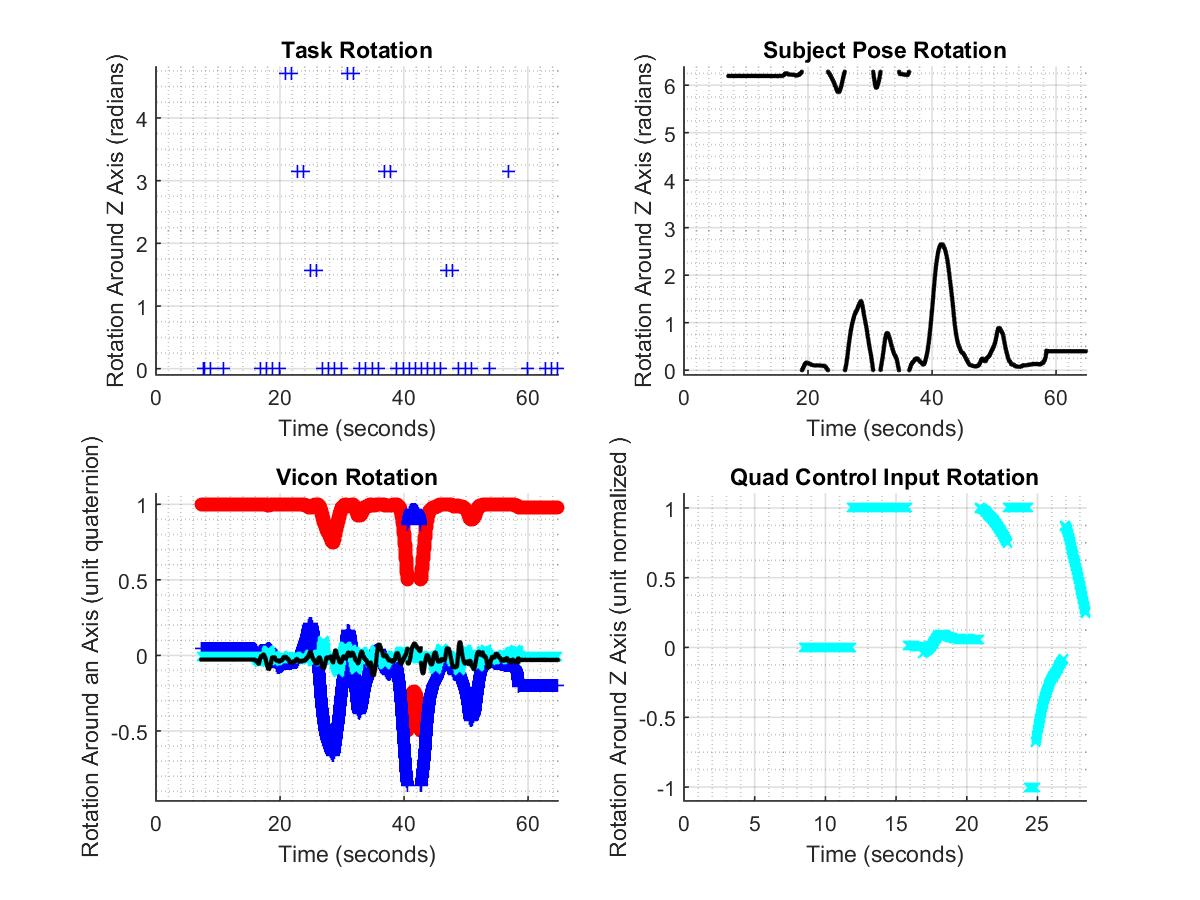 Task Rotation
Rotation Around Z Axis (radians)
4
3
2
1
0
0 20 40 60
Time (seconds)
Subject Pose Rotation
Rotation Around Z Axis (radians)
6
5
4
3
2
1
0
0 20 40 60
Time (seconds)
Vicon Rotation
Rotation Around an Axis (unit quaternion)
1
0.5
0
-0.5
0 20 40 60
Time (seconds)
Quad Control Input Rotation
Rotation Around Z Axis (unit normalized )
1
0.5
0
-0.5
-1
0 5 10 15 20 25
Time (seconds)